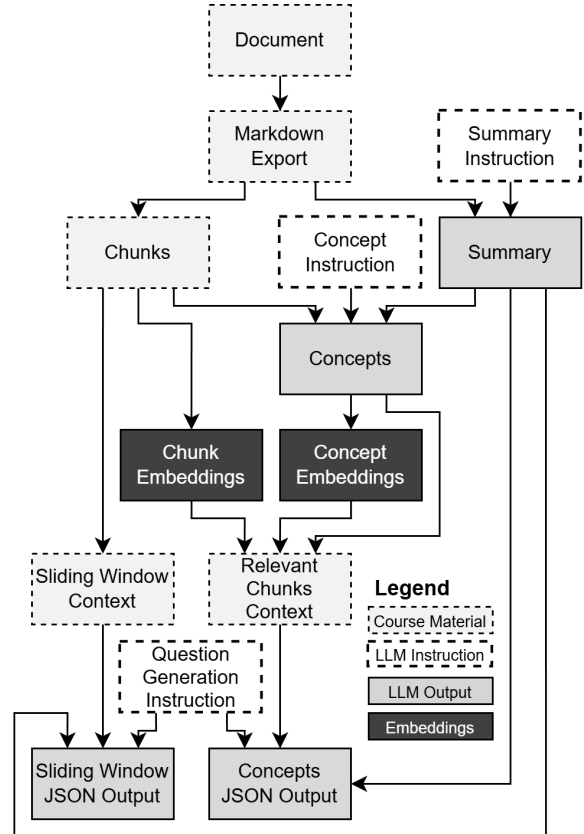 Document
Markdown
Export
Summary
Instruction
Chunks
Concept
Instruction
Summary
Concepts
Chunk
Embeddings
Concept
Embeddings
Sliding Window
Context
Relevant
Chunks
Context
Legend
Course Material
LLM Instruction
LLM Output
Embeddings
Question
Generation
Instruction
Sliding Window
JSON Output
Concepts
JSON Output